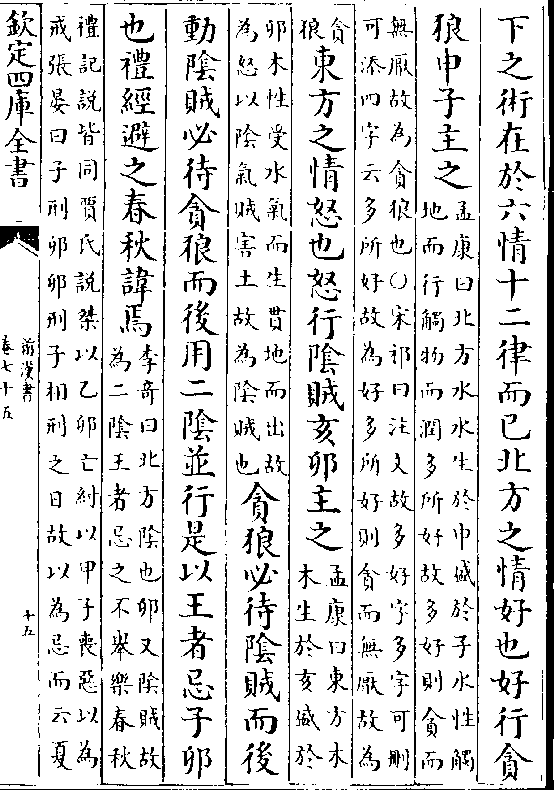 下之術在於六情十二律而已北方之情好也好行貪
狼申子主之
孟康曰北方水水生於申盛於子水性觸
地而行觸物而潤多所好故多好則貪而
無厭故為貪狼也○宋祁曰注文故多好字多字可刪
可添四字云多所好故為好多所好則貪而無厭故為
貪
狼
東方之情怒也怒行陰賊亥卯主之
孟康曰東方木
木生於亥盛於
卯木性受水氣而生貫地而出故
為怒以陰氣賊害土故為陰賊也
貪狼必待陰賊而後
動陰賊必待貪狼而後用二陰並行是以王者忌子卯
也禮經避之春秋諱焉
李奇曰北方陰也卯又陰賊故
為二陰王者忌之不舉樂春秋
禮記說皆同賈氏說桀以乙卯亡紂以甲子喪惡以為
戒張晏曰子刑卯卯刑子相刑之日故以為忌而云夏
欽定四庫全書
前漢書
卷七十五
十五